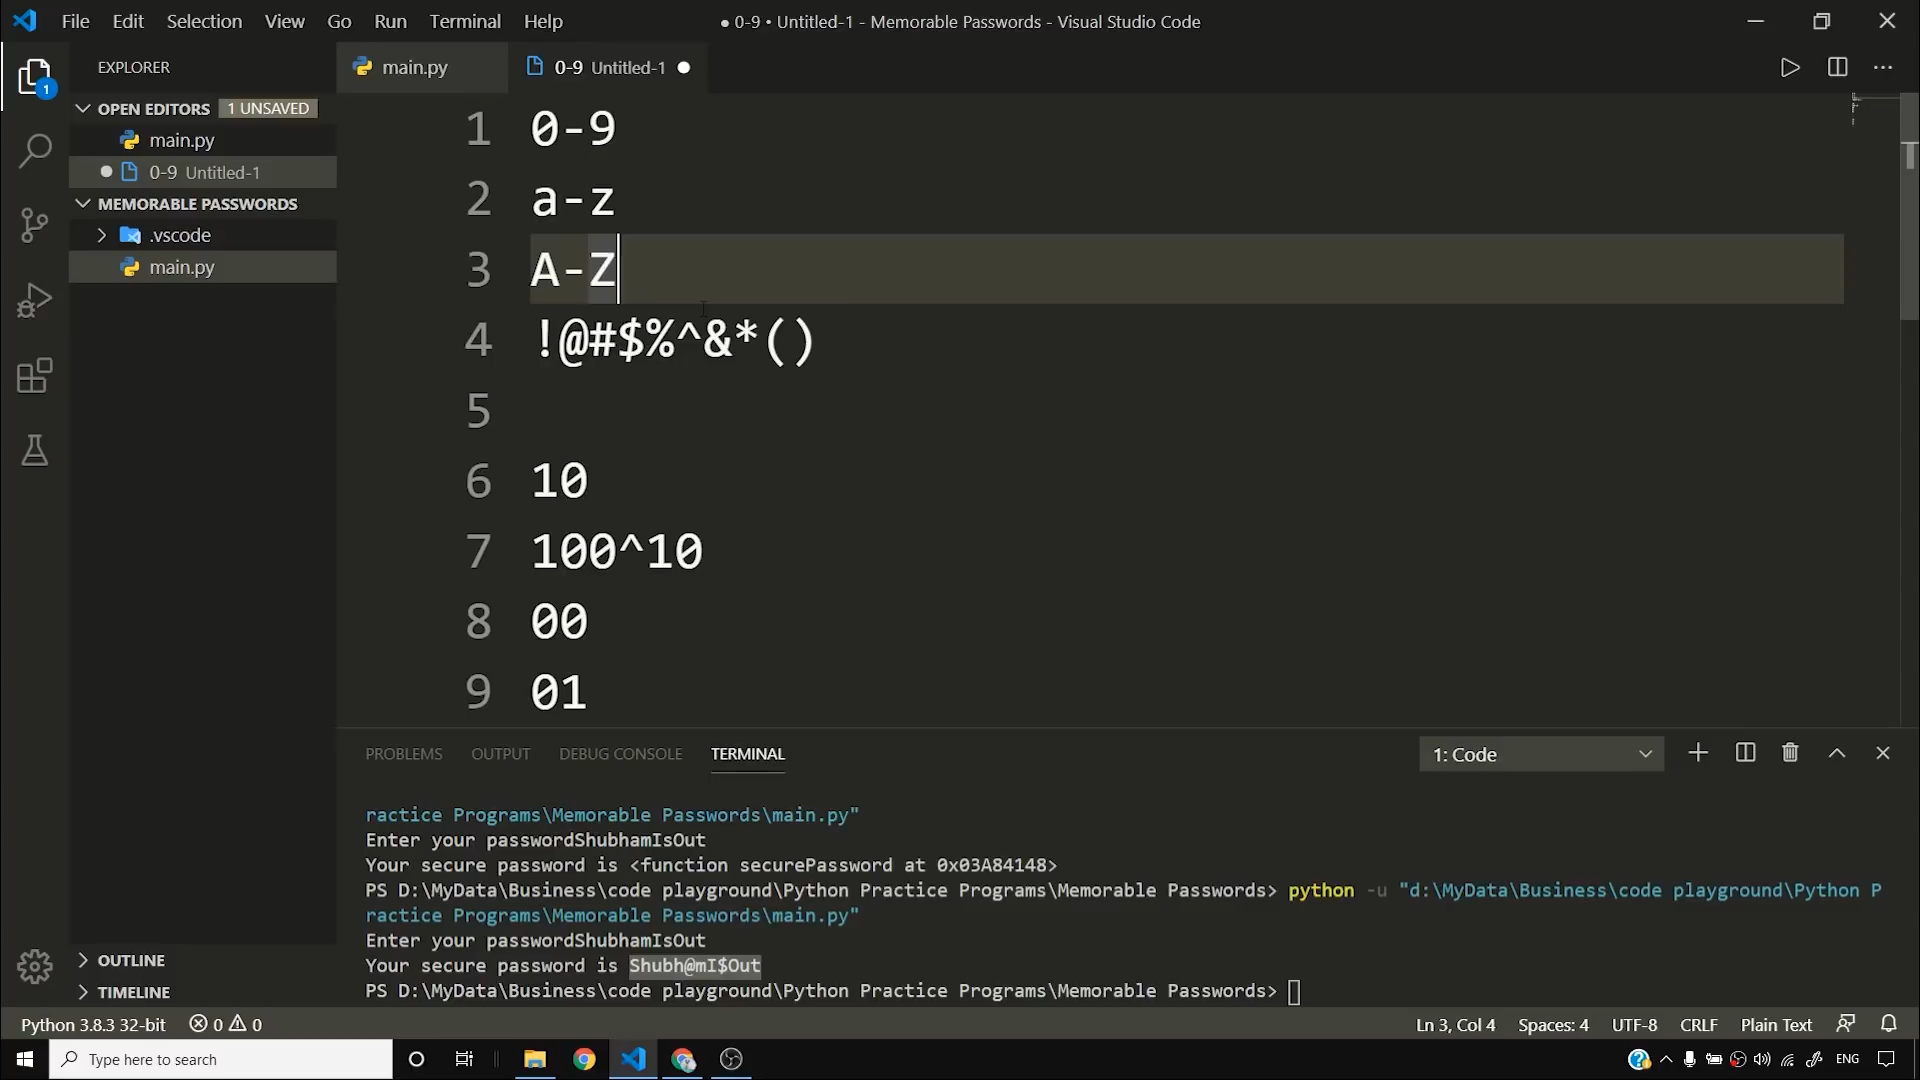 File Edit Selection View Go Run Terminal Help
● 0-9 • Untitled-1 - Memorable Passwords - Visual Studio Code
EXPLORER
main.py
0-9 Untitled-1 ●
1
OPEN EDITORS 1 UNSAVED
main.py
● 0-9 Untitled-1
MEMORABLE PASSWORDS
.vscode
main.py
1 0-9
2 a-z
3 A-Z
4 !@#$%^&*()
5
6 10
7 100^10
8 00
9 01
PROBLEMS OUTPUT DEBUG CONSOLE TERMINAL
1: Code
ractice Programs\Memorable Passwords\main.py"
Enter your passwordShubhamIsOut
Your secure password is <function securePassword at 0x03A84148>
PS D:\MyData\Business\code playground\Python Practice Programs\Memorable Passwords> python -u "d:\MyData\Business\code playground\Python P
ractice Programs\Memorable Passwords\main.py"
Enter your passwordShubhamIsOut
Your secure password is Shubh@mI$Out
PS D:\MyData\Business\code playground\Python Practice Programs\Memorable Passwords>
OUTLINE
TIMELINE
Python 3.8.3 32-bit 0 0
Ln 3, Col 4 Spaces: 4 UTF-8 CRLF Plain Text
Type here to search
ENG